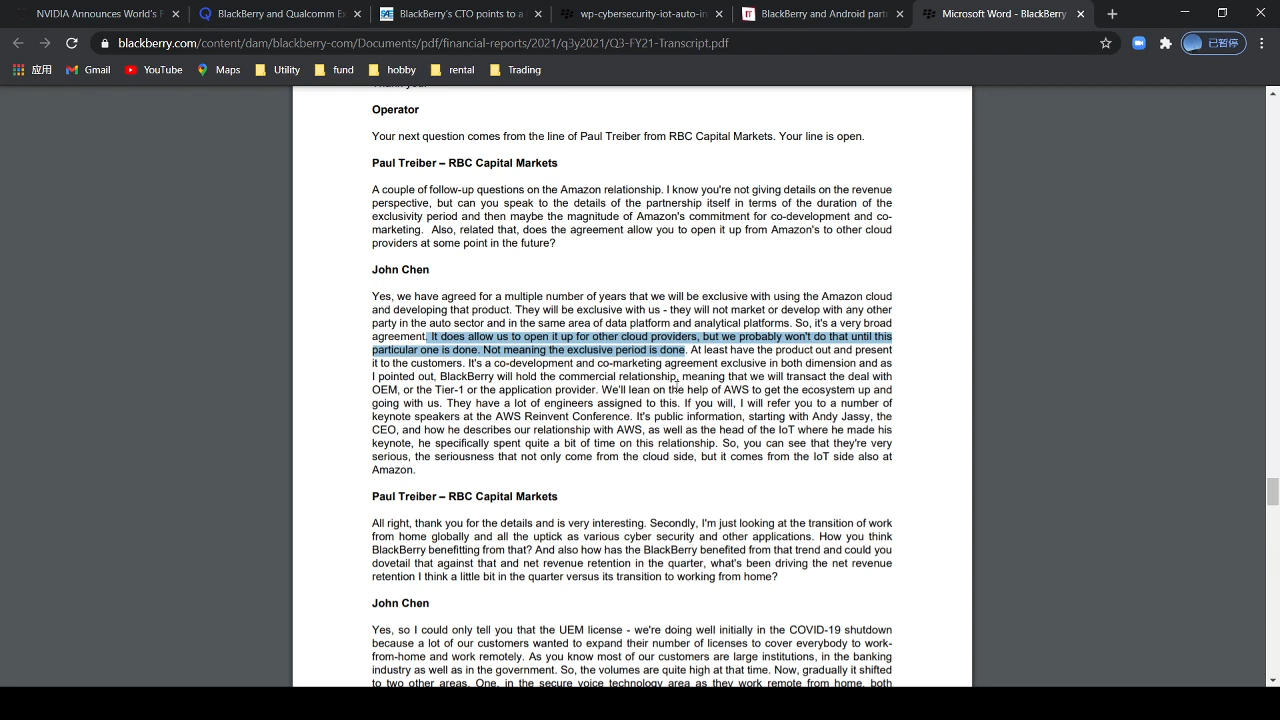 NVIDIA Announces World's F
BlackBerry and Qualcomm Ex
BlackBerry's CTO points to a
wp-cybersecurity-iot-auto-in
BlackBerry and Android part
Microsoft Word - BlackBerry
blackberry.com/content/dam/blackberry-com/Documents/pdf/financial-reports/2021/q3y2021/Q3-FY21-Transcript.pdf
已暂停
应用
Gmail
YouTube
Maps
Utility
fund
hobby
rental
Trading
Operator
Your next question comes from the line of Paul Treiber from RBC Capital Markets. Your line is open.
Paul Treiber – RBC Capital Markets
A couple of follow-up questions on the Amazon relationship. I know you're not giving details on the revenue
perspective, but can you speak to the details of the partnership itself in terms of the duration of the
exclusivity period and then maybe the magnitude of Amazon's commitment for co-development and co-
marketing. Also, related that, does the agreement allow you to open it up from Amazon's to other cloud
providers at some point in the future?
John Chen
Yes, we have agreed for a multiple number of years that we will be exclusive with using the Amazon cloud
and developing that product. They will be exclusive with us - they will not market or develop with any other
party in the auto sector and in the same area of data platform and analytical platforms. So, it's a very broad
agreement. It does allow us to open it up for other cloud providers, but we probably won't do that until this
particular one is done. Not meaning the exclusive period is done. At least have the product out and present
it to the customers. It's a co-development and co-marketing agreement exclusive in both dimension and as
I pointed out, BlackBerry will hold the commercial relationship, meaning that we will transact the deal with
OEM, or the Tier-1 or the application provider. We'll lean on the help of AWS to get the ecosystem up and
going with us. They have a lot of engineers assigned to this. If you will, I will refer you to a number of
keynote speakers at the AWS Reinvent Conference. It's public information, starting with Andy Jassy, the
CEO, and how he describes our relationship with AWS, as well as the head of the IoT where he made his
keynote, he specifically spent quite a bit of time on this relationship. So, you can see that they're very
serious, the seriousness that not only come from the cloud side, but it comes from the IoT side also at
Amazon.
Paul Treiber – RBC Capital Markets
All right, thank you for the details and is very interesting. Secondly, I'm just looking at the transition of work
from home globally and all the uptick as various cyber security and other applications. How you think
BlackBerry benefitting from that? And also how has the BlackBerry benefited from that trend and could you
dovetail that against that and net revenue retention in the quarter, what's been driving the net revenue
retention I think a little bit in the quarter versus its transition to working from home?
John Chen
Yes, so I could only tell you that the UEM license - we're doing well initially in the COVID-19 shutdown
because a lot of our customers wanted to expand their number of licenses to cover everybody to work-
from-home and work remotely. As you know most of our customers are large institutions, in the banking
industry as well as in the government. So, the volumes are quite high at that time. Now, gradually it shifted
to two other areas. One, in the secure voice technology area as they work remote from home, both